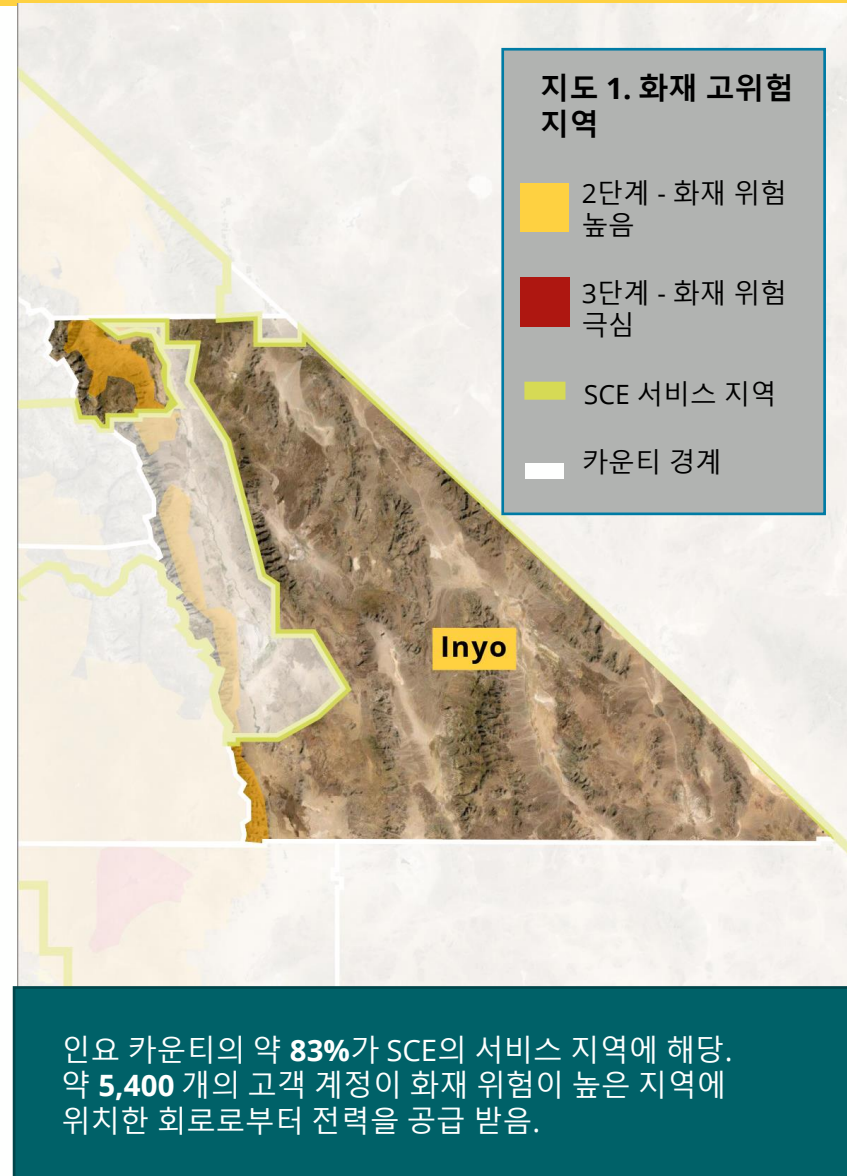 지도 1. 화재 고위험
지역
2단계 - 화재 위험
높음
3단계 - 화재 위험
극심
SCE 서비스 지역
카운티 경계
Inyo
인요 카운티의 약 83%가 SCE의 서비스 지역에 해당.
약 5,400 개의 고객 계정이 화재 위험이 높은 지역에
위치한 회로로부터 전력을 공급 받음.